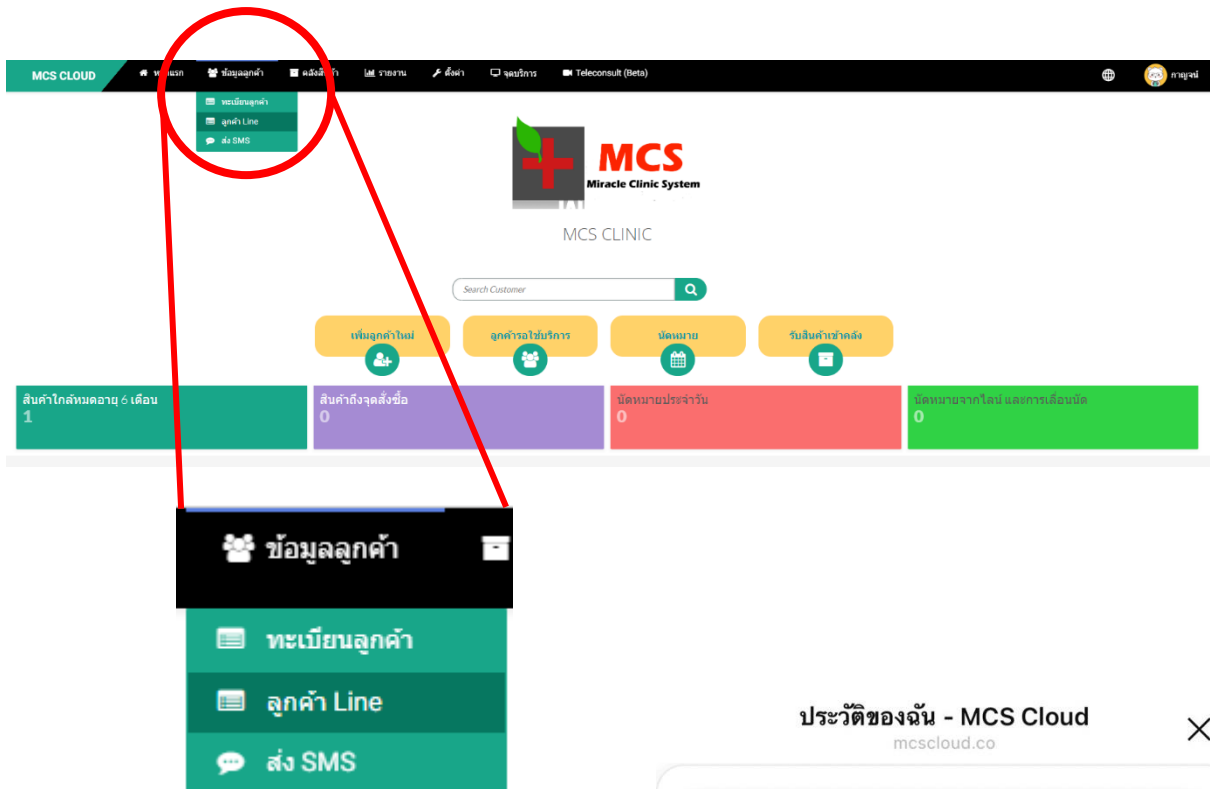 MCS CLOUD
ข้อมูลลูกค้า
รายงาน
ตั้งค่า
จุดบริการ
Teleconsult (Beta)
กาญจน์
ทะเบียนลูกค้า
ลูกค้า Line
ส่ง SMS
MCS
Miracle Clinic System
MCS CLINIC
Search Customer
เพิ่มลูกค้าใหม่
ลูกค้ารอใช้บริการ
นัดหมาย
รับสินค้าเข้าคลัง
สินค้าใกล้หมดอายุ 6 เดือน
1
สินค้าถึงจุดสั่งซื้อ
0
นัดหมายประจำวัน
0
นัดหมายจากไลน์ และการเลื่อนนัด
0
ข้อมูลลูกค้า
ทะเบียนลูกค้า
ลูกค้า Line
ส่ง SMS
ประวัติของฉัน - MCS Cloud
mcscloud.co